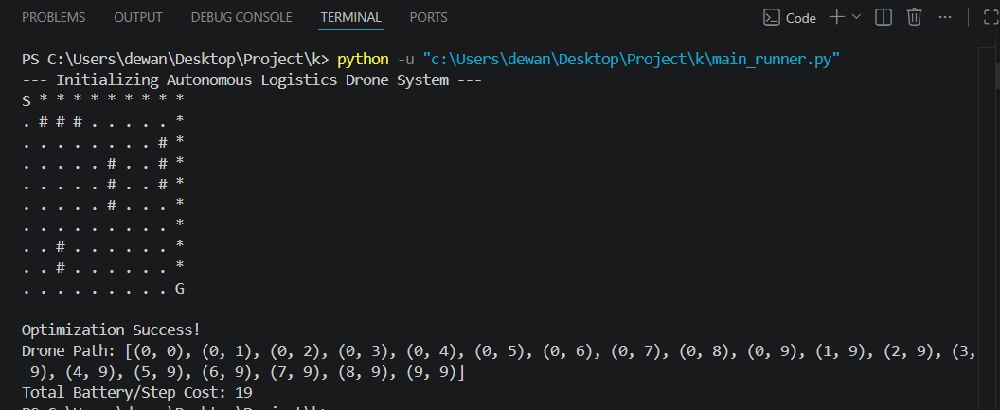 PROBLEMS OUTPUT DEBUG CONSOLE TERMINAL PORTS Code
PS C:\Users\dewan\Desktop\Project\k> python -u "c:\Users\dewan\Desktop\Project\k\main_runner.py"
--- Initializing Autonomous Logistics Drone System ---
S * * * * * * * * *
. # # # . . . . . *
. . . . . . . . # *
. . . . . # . . # *
. . . . . # . . # *
. . . . . # . . . *
. . . . . . . . . *
. . # . . . . . . *
. . # . . . . . . *
. . . . . . . . . G
Optimization Success!
Drone Path: [(0, 0), (0, 1), (0, 2), (0, 3), (0, 4), (0, 5), (0, 6), (0, 7), (0, 8), (0, 9), (1, 9), (2, 9), (3,
9), (4, 9), (5, 9), (6, 9), (7, 9), (8, 9), (9, 9)]
Total Battery/Step Cost: 19